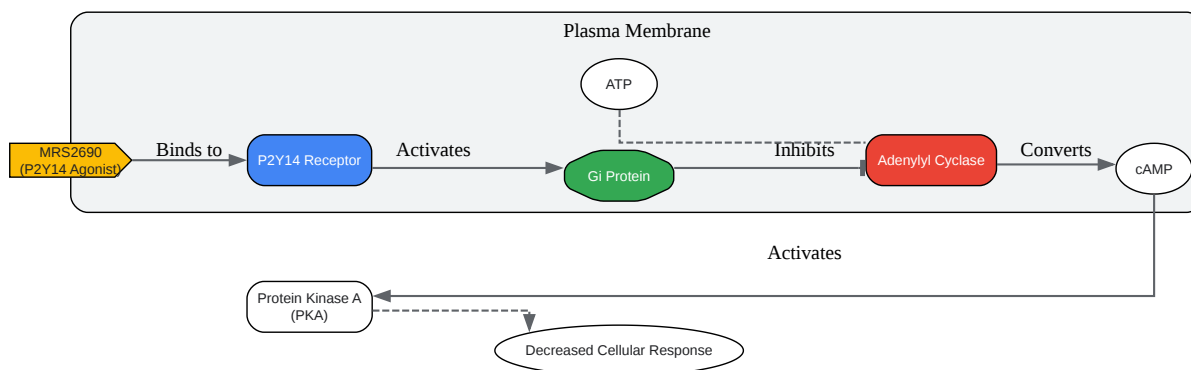 Plasma Membrane
ATP
MRS2690
(P2Y14 Agonist)
Binds to
P2Y14 Receptor
Activates
Gi Protein
Inhibits
Adenylyl Cyclase
Converts
cAMP
Activates
Protein Kinase A
(PKA)
Decreased Cellular Response